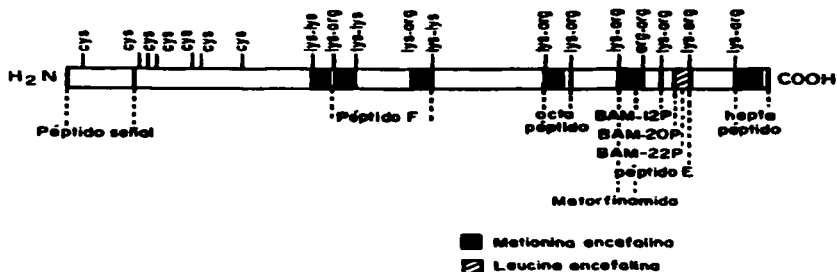 cys cys cys cys cys cys cys cys lys-lys lys-arg lys-lys lys-arg lys-lys lys-arg lys-arg lys-arg arg-arg lys-arg lys-arg lys-arg
H₂N COOH
Péptido señal
Péptido F
octa péptido
BAM-12P
BAM-20P
BAM-22P
péptido E
Metorfinamida
hepta péptido
Metionina encefalina
Leucina encefalina